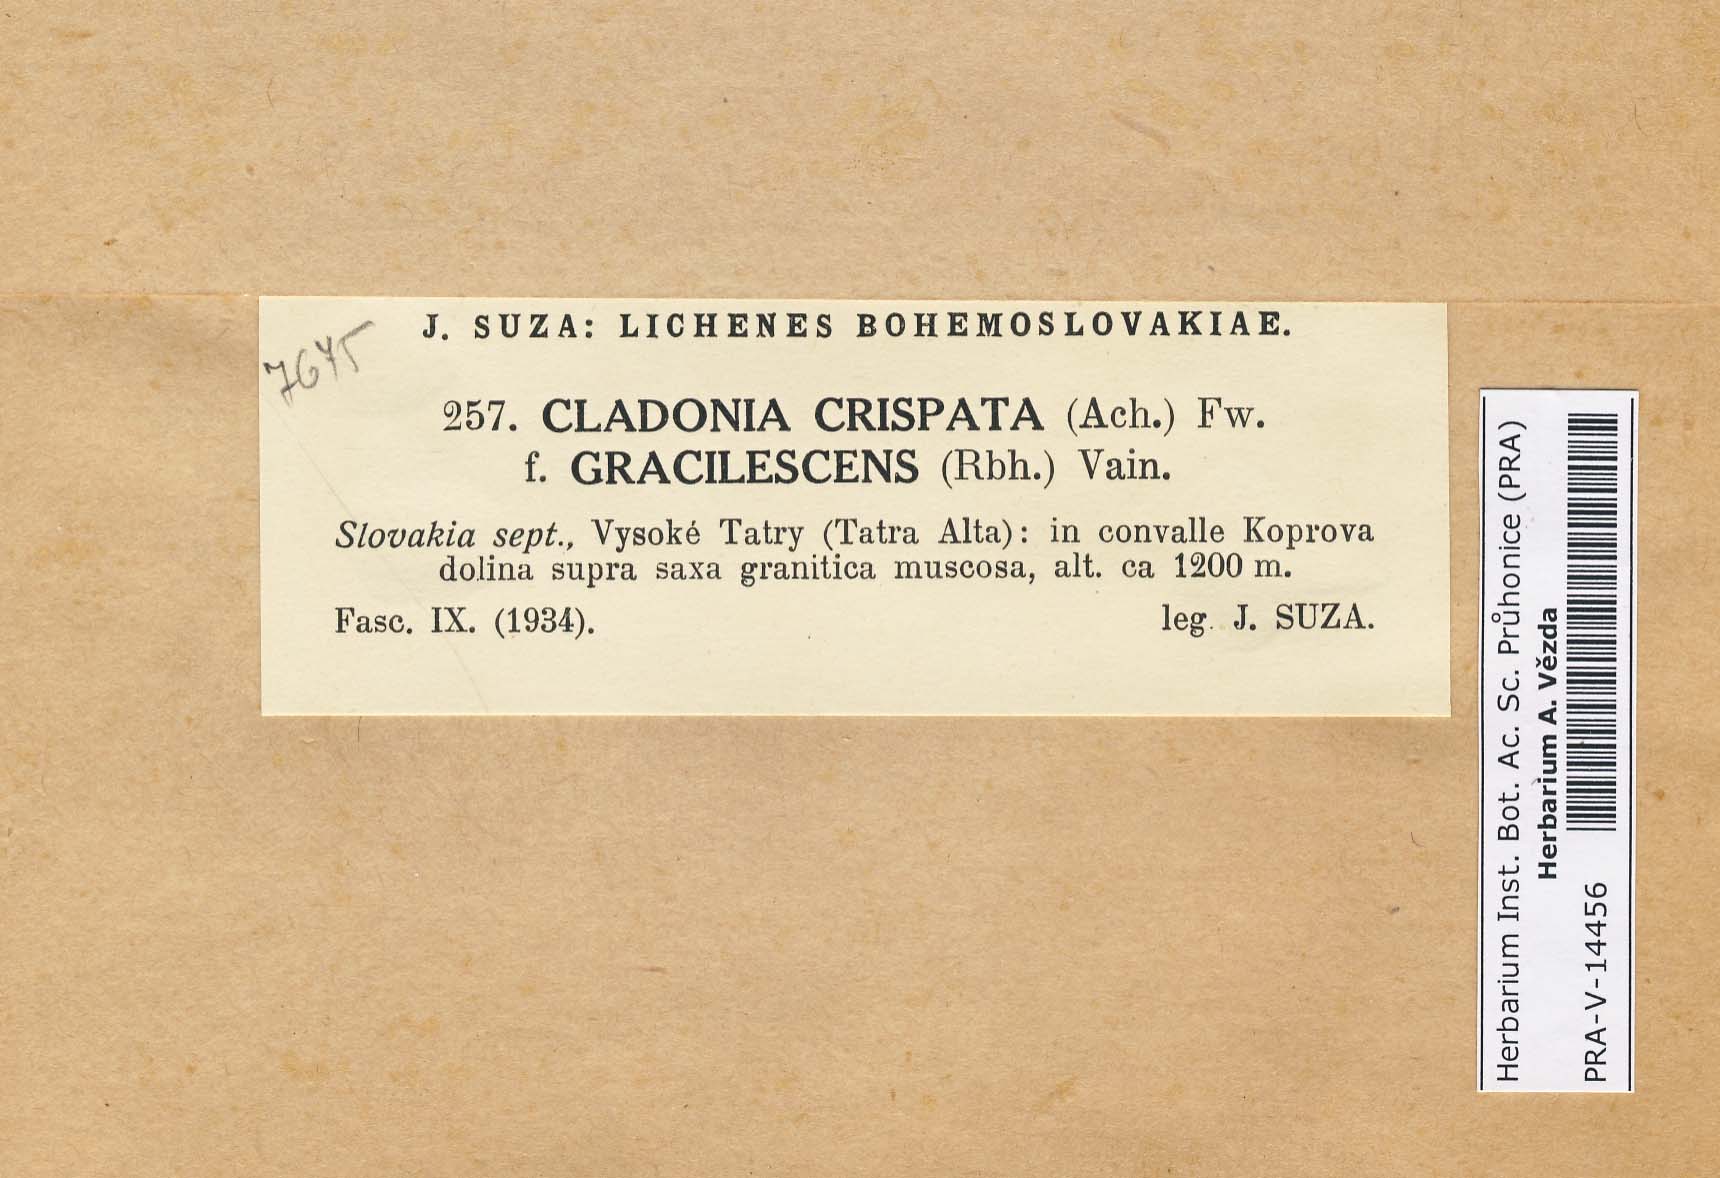 J. SUZA: LICHENES BOHEMOSLOVAKIAE.
7675
257. CLADONIA CRISPATA (Ach.) Fw.
f. GRACILESCENS (Rbh.) Vain.
Slovakia sept., Vysoké Tatry (Tatra Alta): in convalle Koprova
dolina supra saxa granitica muscosa, alt. ca 1200 m.
Fasc. IX. (1934). leg. J. SUZA.
Herbarium Inst. Bot. Ac. Sc. Průhonice (PRA)
Herbarium A. Vězda
PRA-V-14456